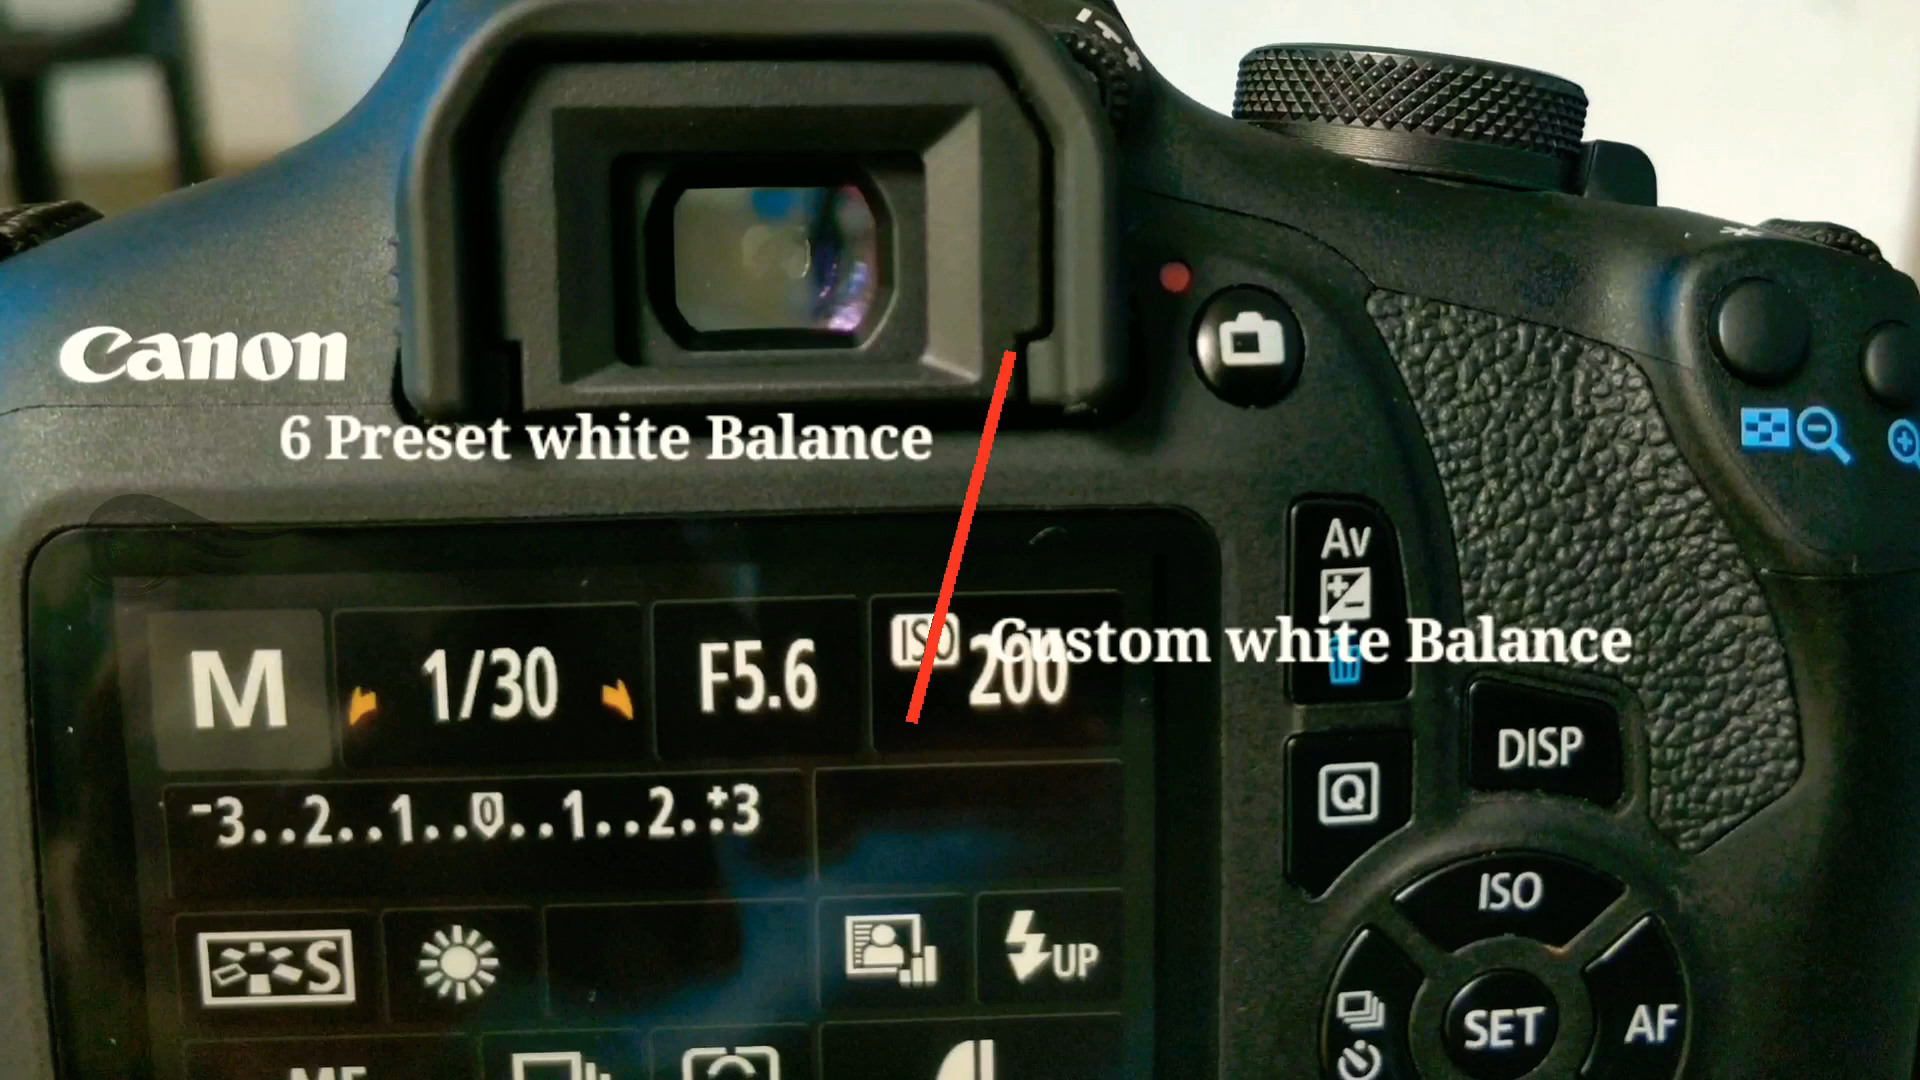 Canon
6 Preset white Balance
Av
M
1/30
F5.6
ISO
200
Custom white Balance
DISP
Q
-3..2..1..0..1..2..+3
ISO
S
UP
SET
AF
MF